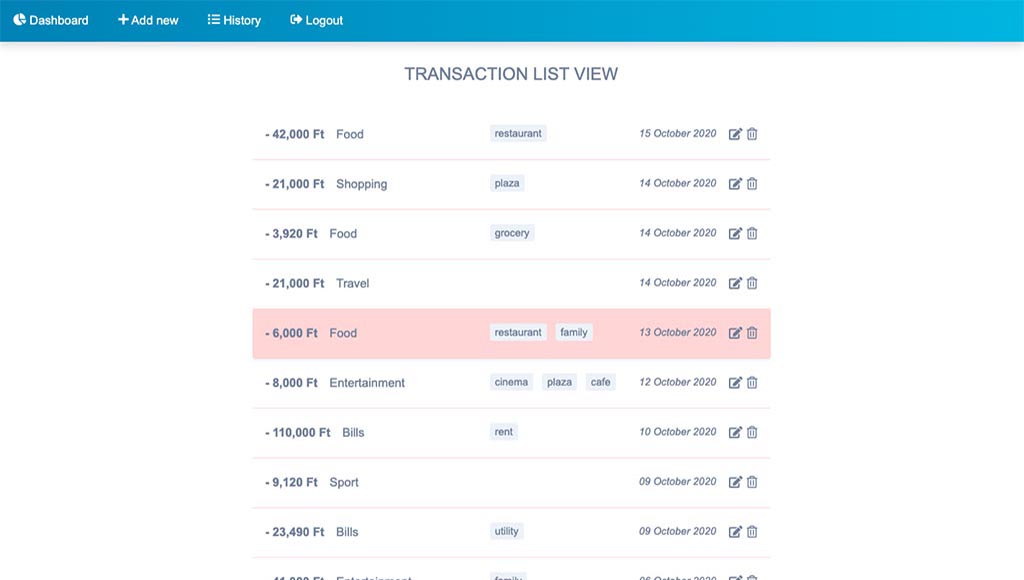 Dashboard Add new History Logout
TRANSACTION LIST VIEW
- 42,000 Ft Food restaurant 15 October 2020
- 21,000 Ft Shopping plaza 14 October 2020
- 3,920 Ft Food grocery 14 October 2020
- 21,000 Ft Travel 14 October 2020
- 6,000 Ft Food restaurant family 13 October 2020
- 8,000 Ft Entertainment cinema plaza cafe 12 October 2020
- 110,000 Ft Bills rent 10 October 2020
- 9,120 Ft Sport 09 October 2020
- 23,490 Ft Bills utility 09 October 2020
Entertainment family October 2020